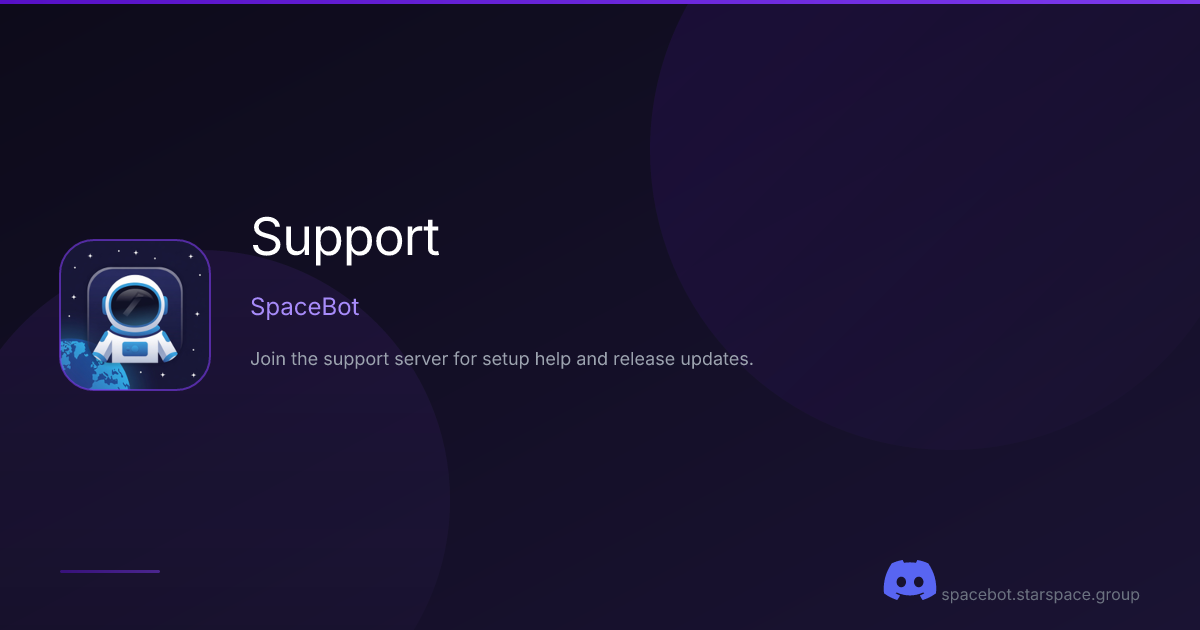 Support
SpaceBot
Join the support server for setup help and release updates.
spacebot.starspace.group